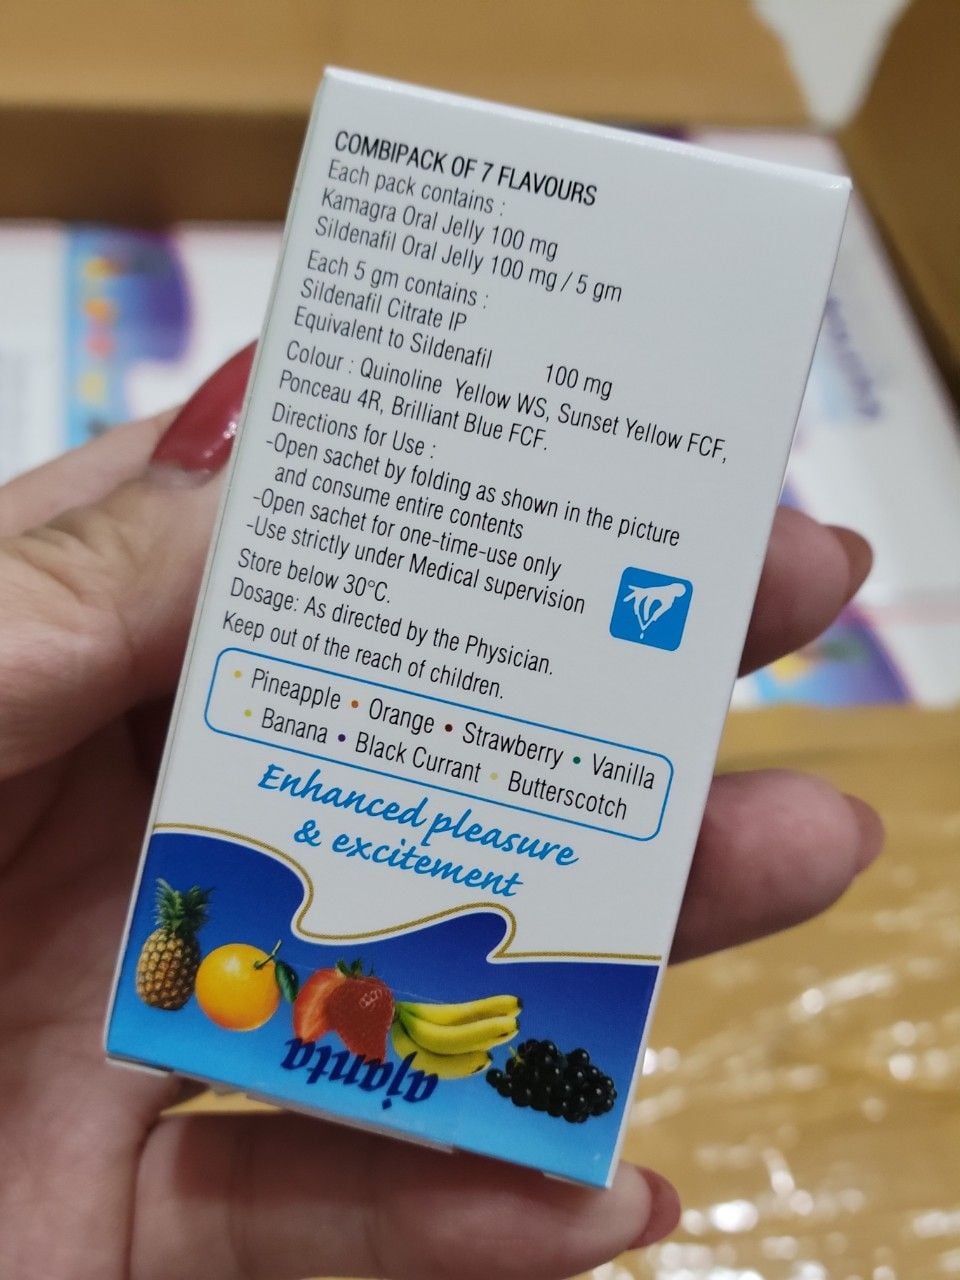 COMBIPACK OF 7 FLAVOURS
Each pack contains :
Kamagra Oral Jelly 100 mg
Sildenafil Oral Jelly 100 mg / 5 gm
Each 5 gm contains :
Sildenafil Citrate IP
Equivalent to Sildenafil 100 mg
Colour : Quinoline Yellow WS, Sunset Yellow FCF,
Ponceau 4R, Brilliant Blue FCF.
Directions for Use :
-Open sachet by folding as shown in the picture
and consume entire contents
-Open sachet for one-time-use only
-Use strictly under Medical supervision
Store below 30°C.
Dosage: As directed by the Physician.
Keep out of the reach of children.
• Pineapple • Orange • Strawberry • Vanilla
• Banana • Black Currant • Butterscotch
Enhanced pleasure
& excitement
ajanta